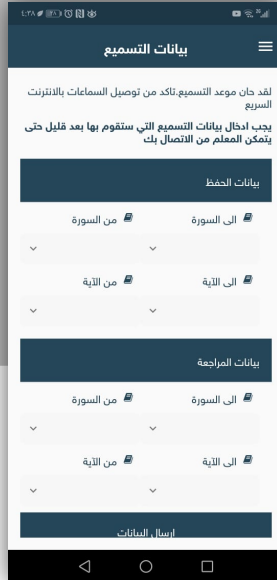 ٤:٣٨
بيانات التسميع
لقد حان موعد التسميع.تاكد من توصيل السماعات بالانترنت
السريع
يجب ادخال بيانات التسميع التي ستقوم بها بعد قليل حتى
يتمكن المعلم من الاتصال بك
بيانات الحفظ
الى السورة من السورة
الى الآية من الآية
بيانات المراجعة
الى السورة من السورة
الى الآية من الآية
ارسال البيانات